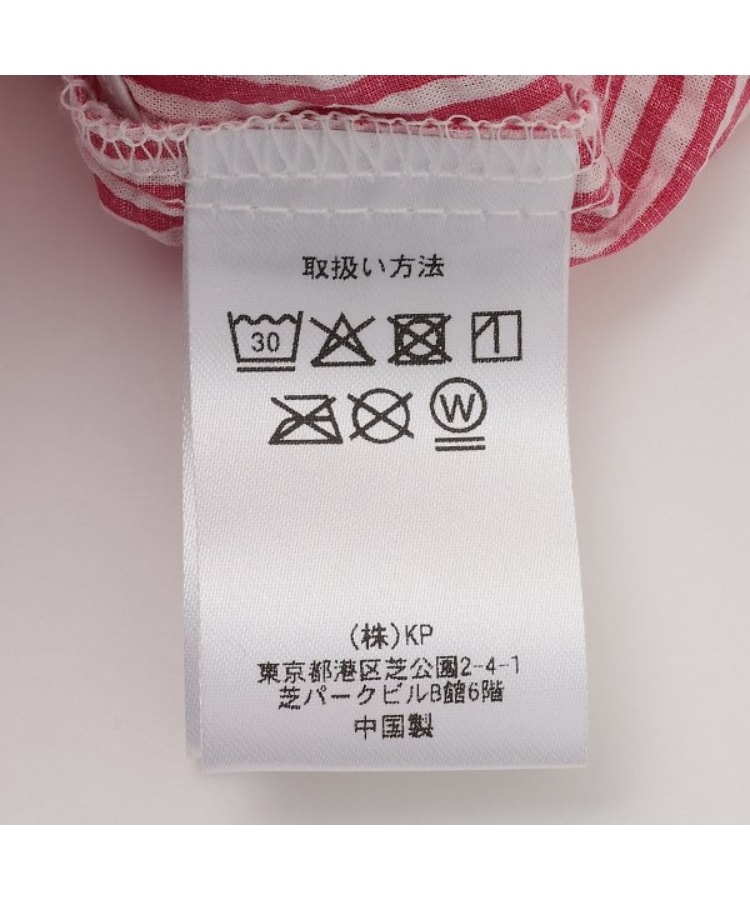 取扱い方法
30
W
(株)KP
東京都港区芝公園2-4-1
芝パークビルB館6階
中国製